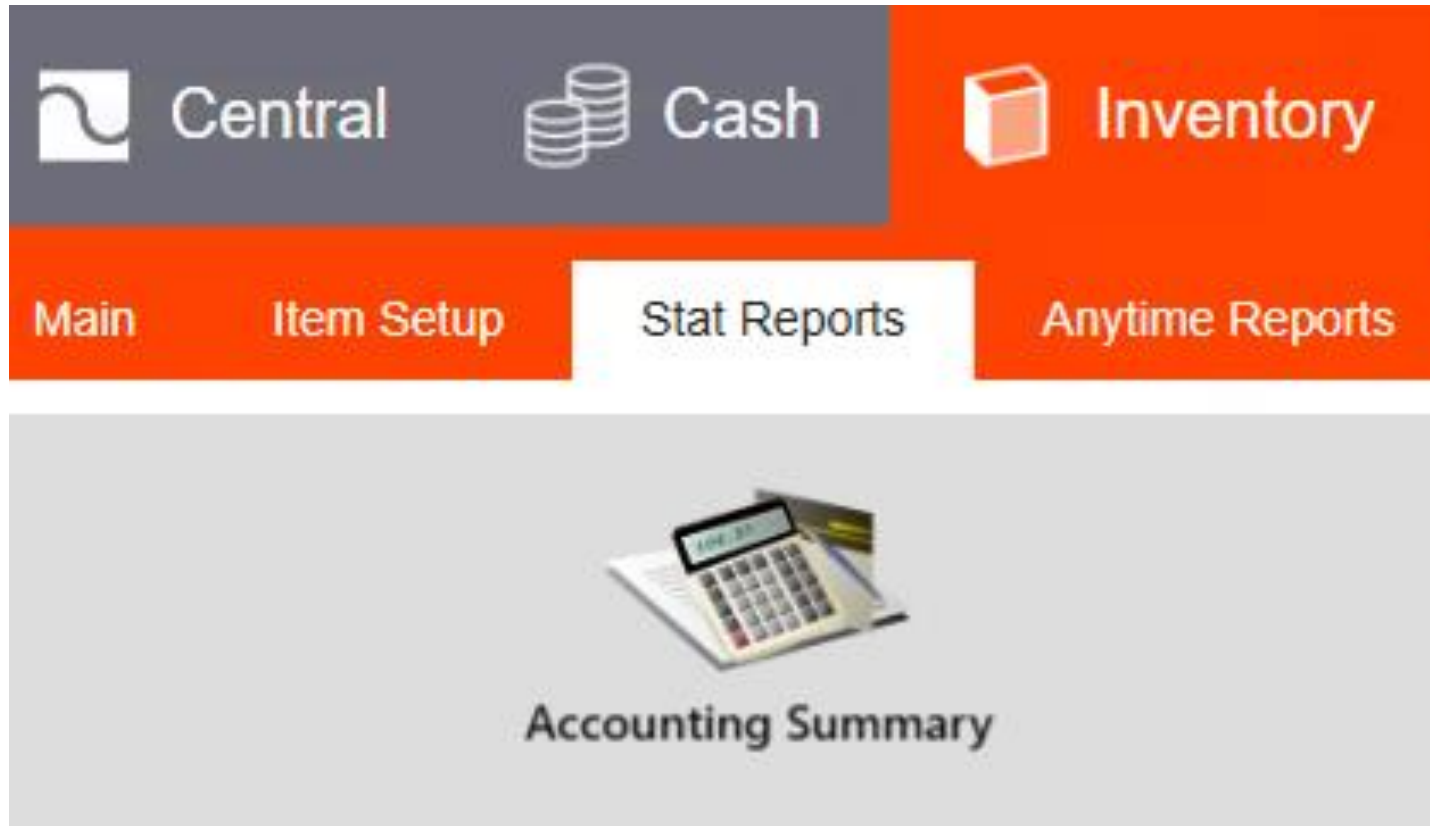 Central Cash Inventory
Main Item Setup Stat Reports Anytime Reports
Accounting Summary